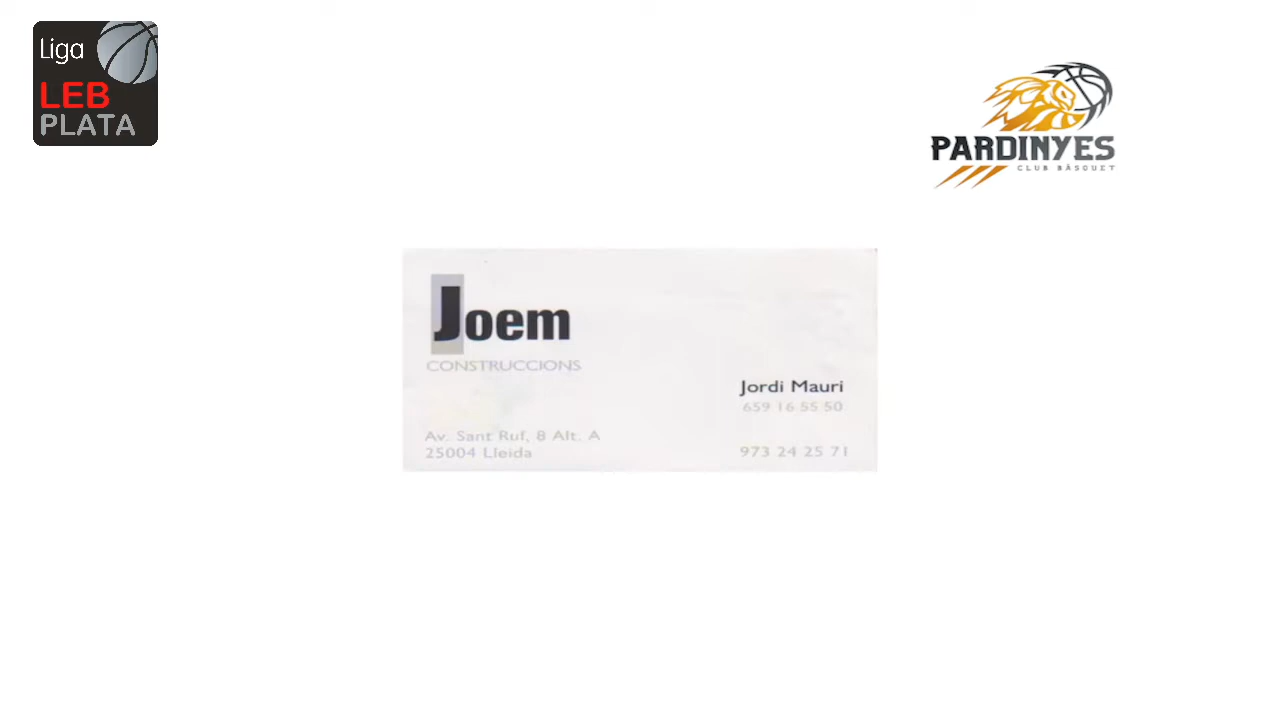 Liga
LEB
PLATA
PARDINYES
CLUB BÀSQUET
Joem
CONSTRUCCIONS
Jordi Mauri
659 16 55 50
Av. Sant Ruf, 8 Alt. A
25004 Lleida
973 24 25 71